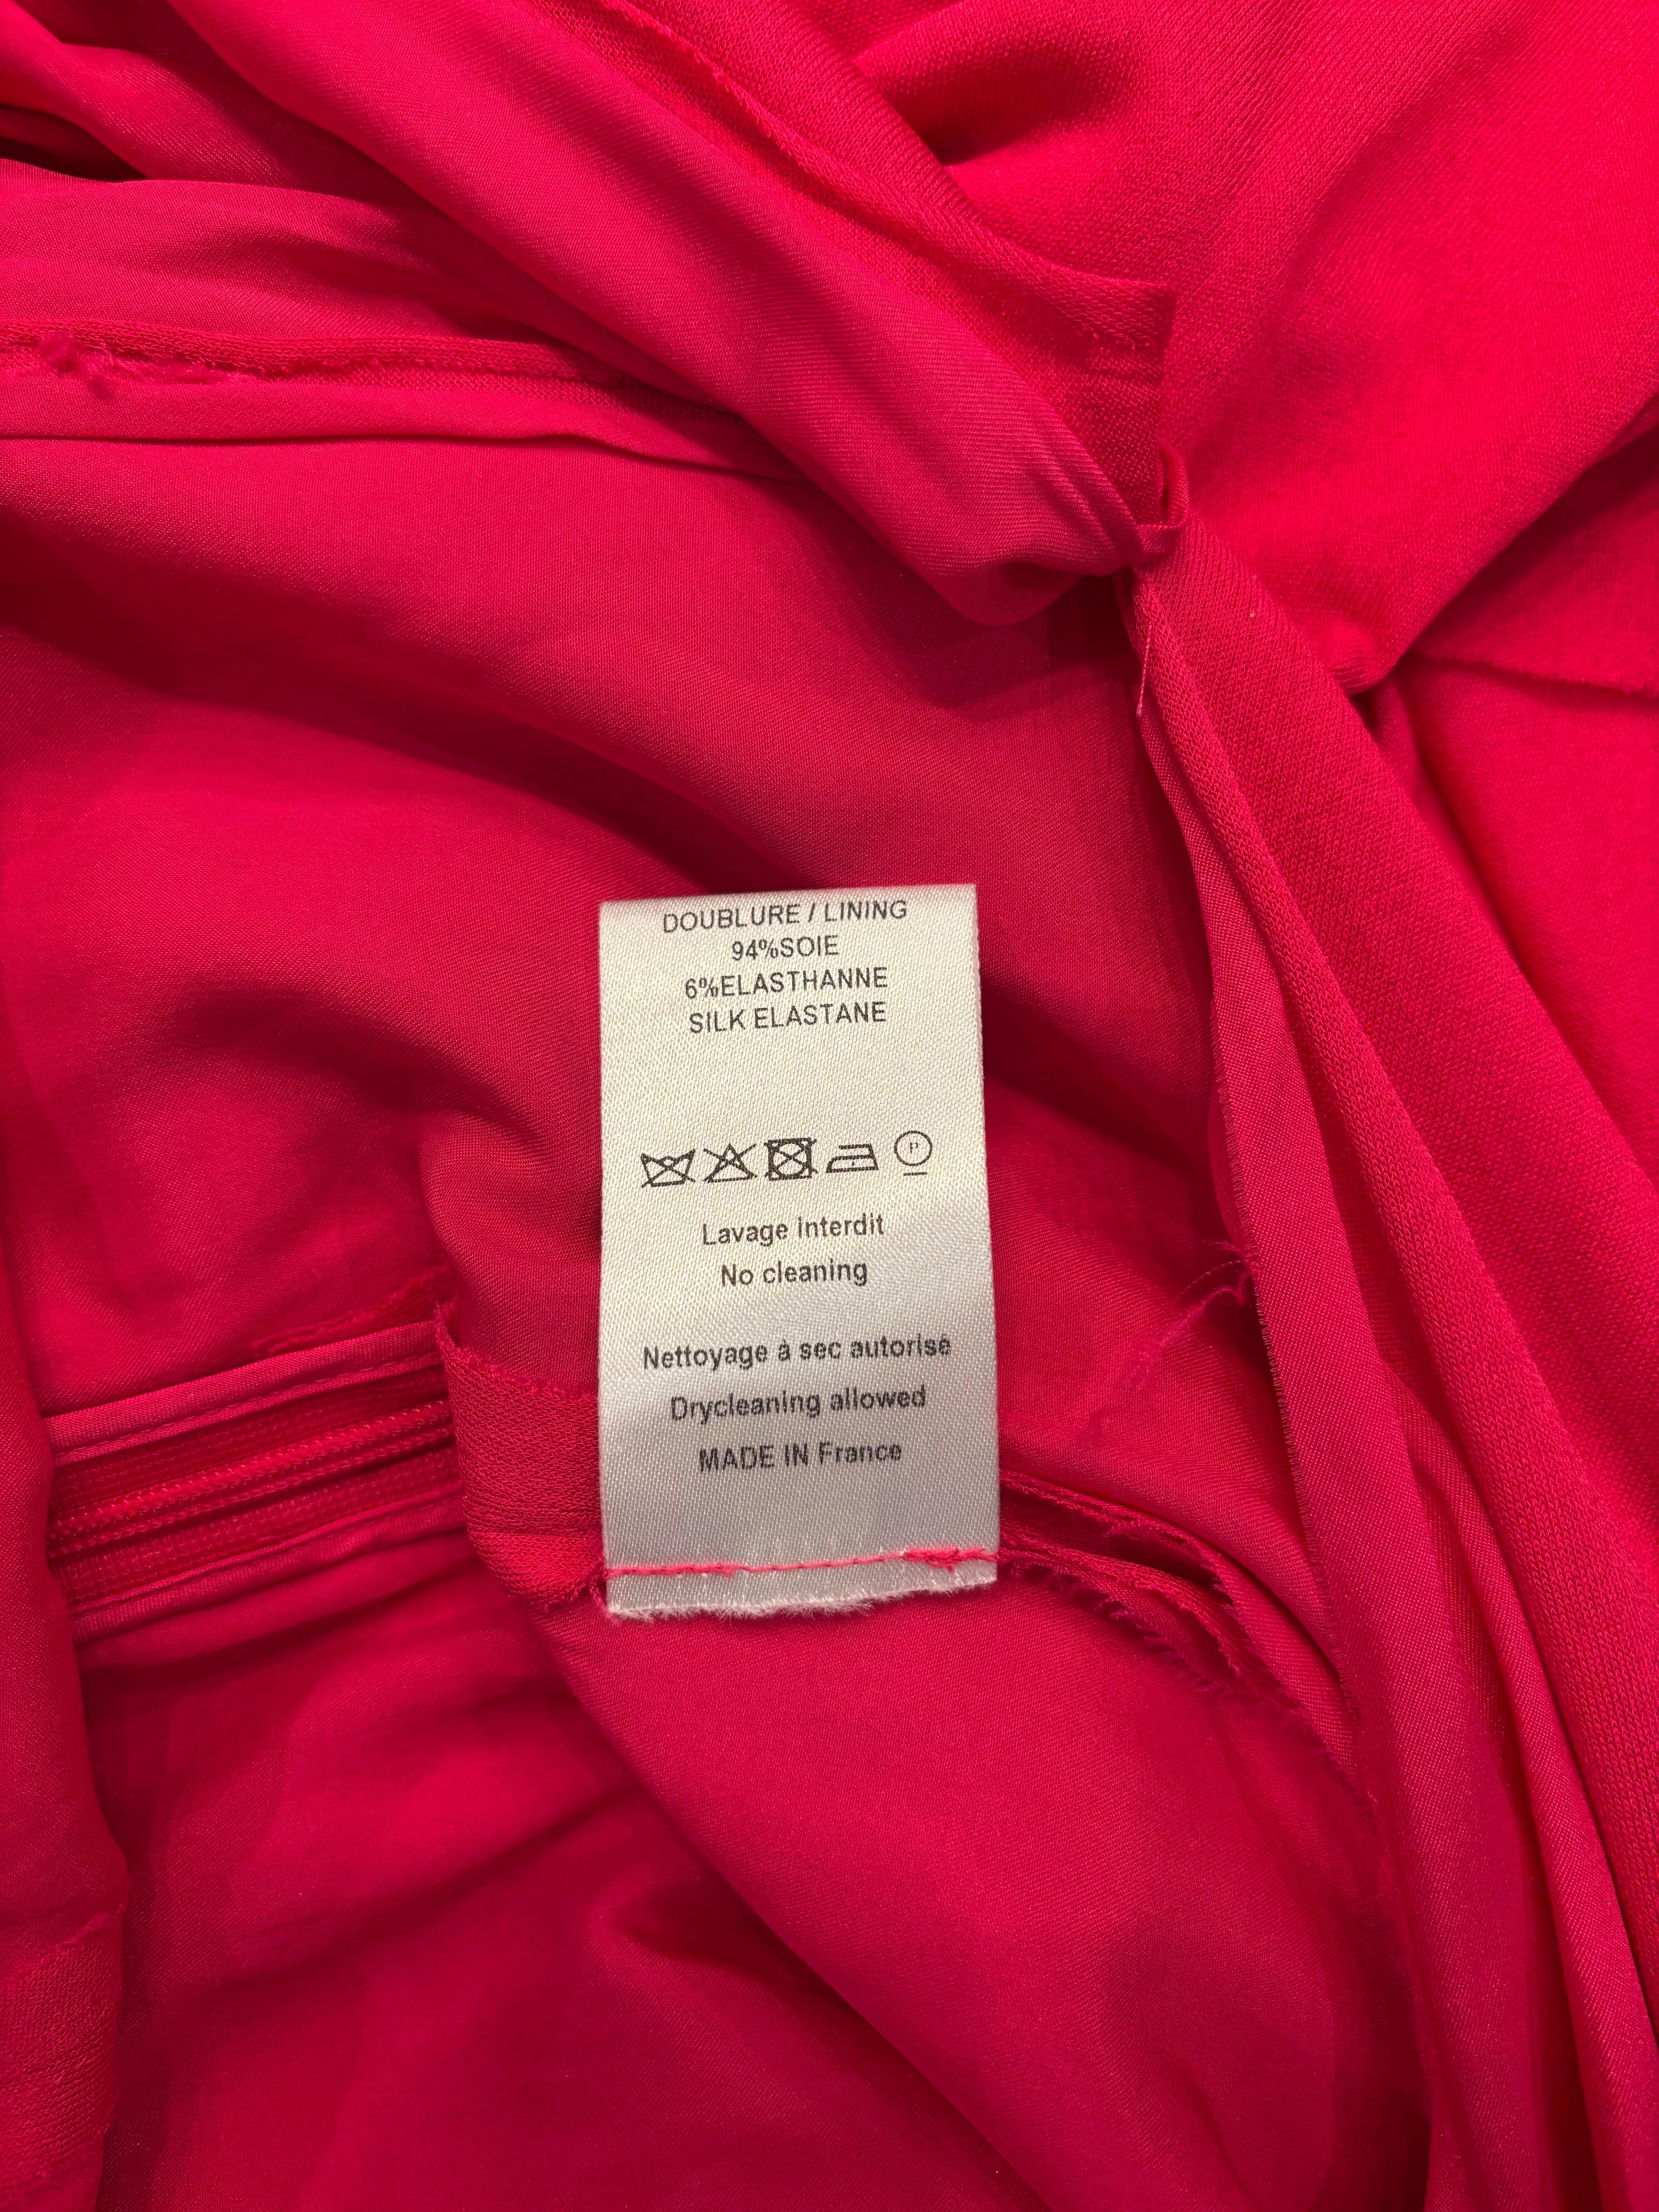 DOUBLURE / LINING
94%SOIE
6%ELASTHANNE
SILK ELASTANE
P
Lavage Interdit
No cleaning
Nettoyage à sec autorisé
Drycleaning allowed
MADE IN France